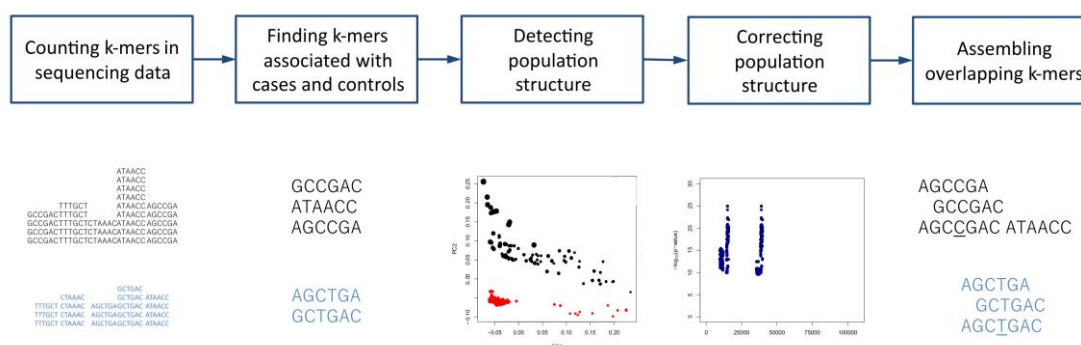 Counting k-mers in
sequencing data
Finding k-mers
associated with
cases and controls
Detecting
population
structure
Correcting
population
structure
Assembling
overlapping k-mers
ATAACC
ATAACC
ATAACC
ATAACC
TTTGCT ATAACC AGCCGA
GCCGAC TTTGCT ATAACC AGCCGA
GCCGACTTTGCTCTAAACATAACC AGCCGA
GCCGACTTTGCTCTAAACATAACC AGCCGA
GCCGACTTTGCTCTAAACATAACC AGCCGA
GCTGAC
CTAAAC GCTGAC ATAACC
TTTGCT CTAAAC AGCTGAGCTGAC ATAACC
TTTGCT CTAAAC AGCTGAGCTGAC ATAACC
TTTGCT CTAAAC AGCTGAGCTGAC ATAACC
GCCGAC
ATAACC
AGCCGA
AGCTGA
GCTGAC
PC2
0.25
0.20
0.15
0.10
0.05
0.00
−0.10
−0.05 0.00 0.05 0.10 0.15 0.20
−log10(p−value)
30
25
20
15
10
5
0
0 25000 50000 75000 100000
AGCCGA
GCCGAC
AGCCGAC ATAACC
AGCTGA
GCTGAC
AGCTGAC